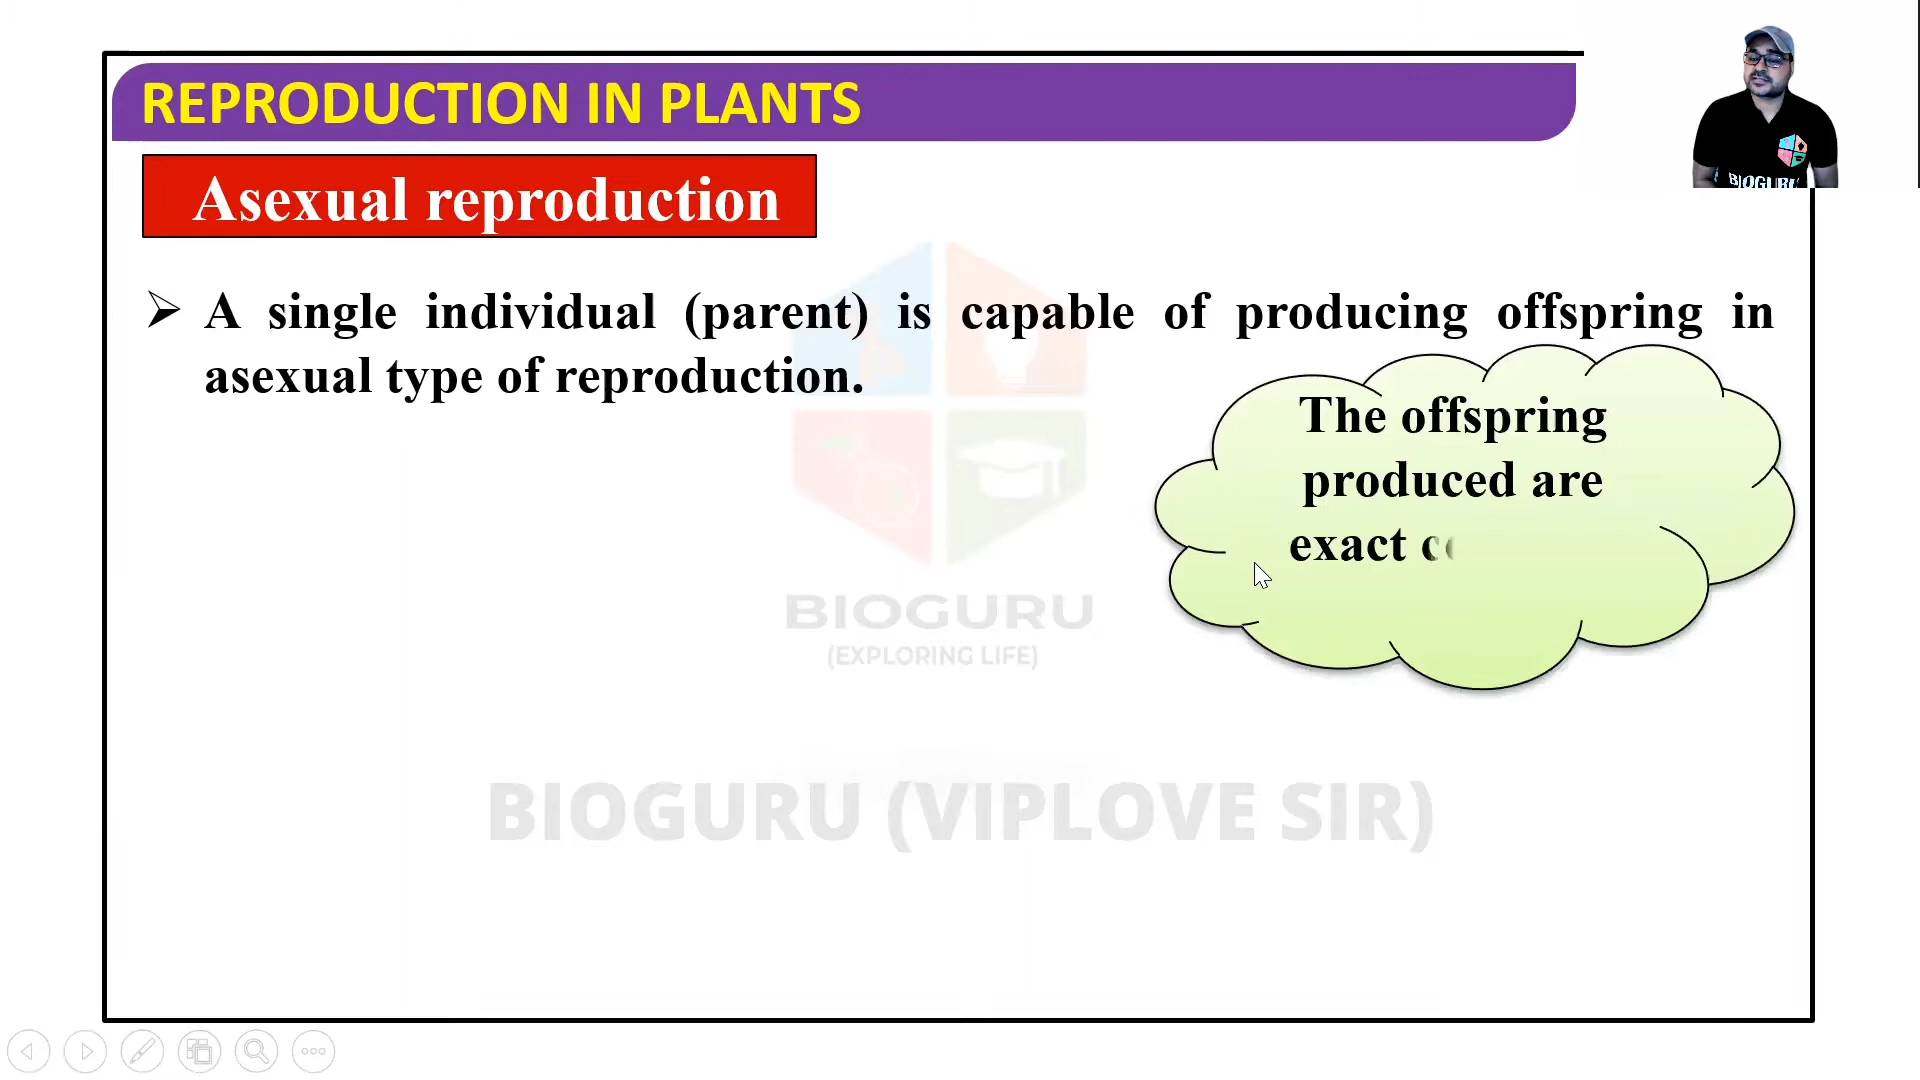 REPRODUCTION IN PLANTS
Asexual reproduction
A single individual (parent) is capable of producing offspring in
asexual type of reproduction.
The offspring
produced are
exact
BIOGURU
(EXPLORING LIFE)
BIOGURU (VIPLOVE SIR)
BIOGURU